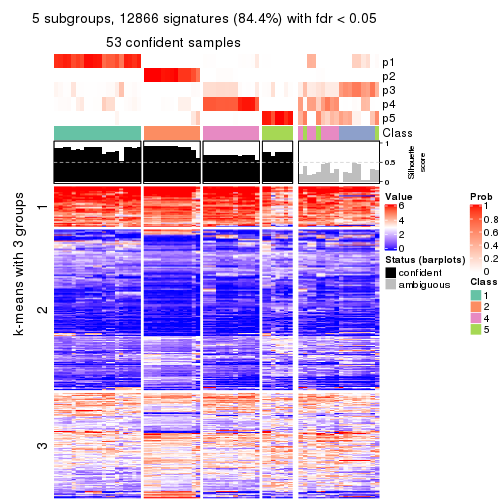 5 subgroups, 12866 signatures (84.4%) with fdr < 0.05
53 confident samples
p1
p2
p3
p4
p5
Class
1
0.5
0
Silhouette
score
k-means with 3 groups
1
2
3
Value
6
4
2
0
Status (barplots)
confident
ambiguous
Prob
1
0.8
0.6
0.4
0.2
0
Class
1
2
4
5